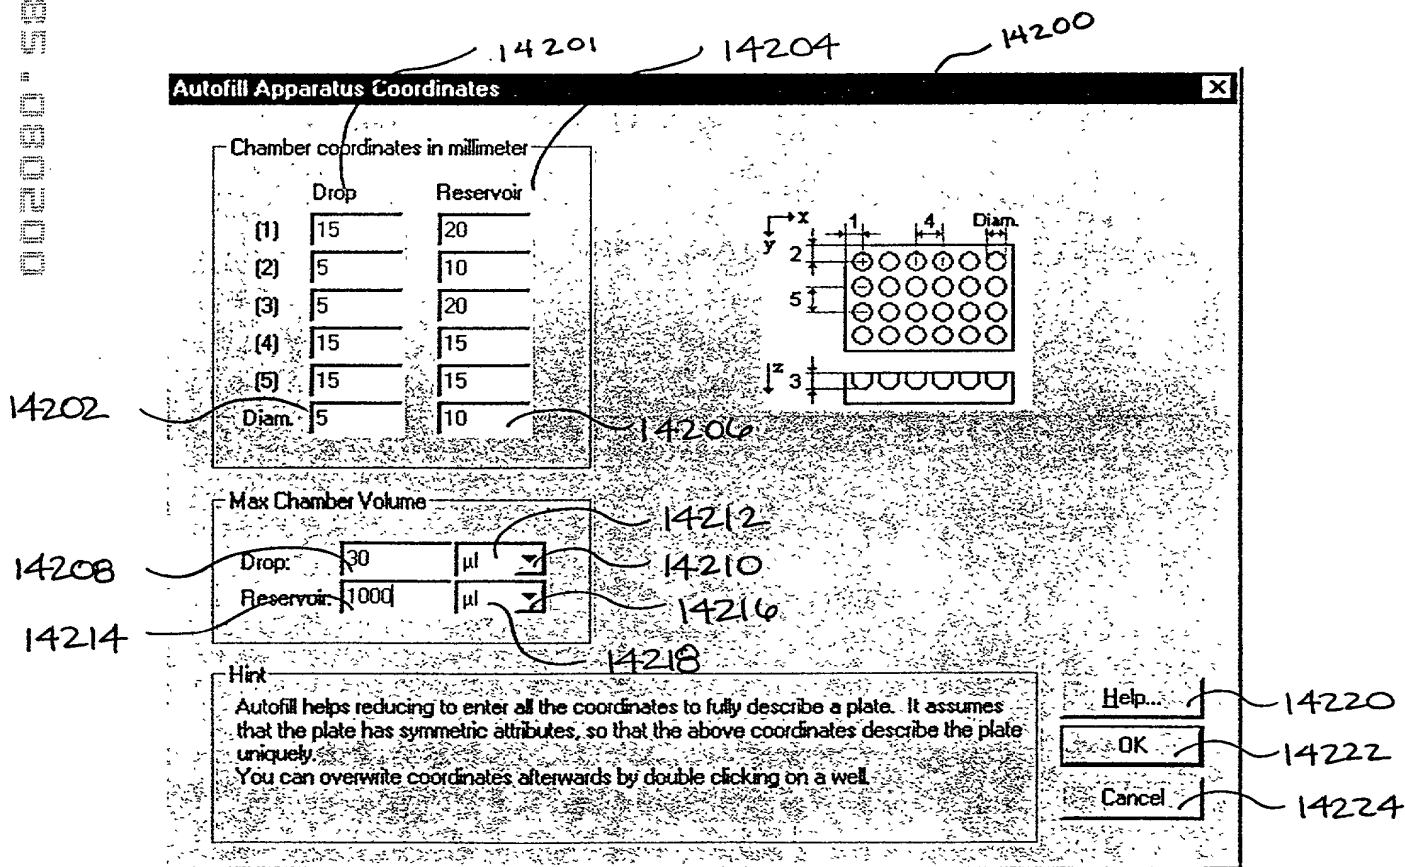 14201
14204
14200
Autofill Apparatus Coordinates
Chamber coordinates in millimeter
Drop Reservoir
(1) 15 20
(2) 5 10
(3) 5 20
(4) 15 15
(5) 15 15
Diam. 5 10
14202
14206
x 1 4 Diam.
y 2
5
z 3
Max Chamber Volume
14212
Drop: 30 µl
14208
14210
Reservoir: 1000 µl
14214
14216
14218
Hint
Autofill helps reducing to enter all the coordinates to fully describe a plate. It assumes
that the plate has symmetric attributes, so that the above coordinates describe the plate
uniquely.
You can overwrite coordinates afterwards by double clicking on a well.
Help...
14220
OK
14222
Cancel
14224